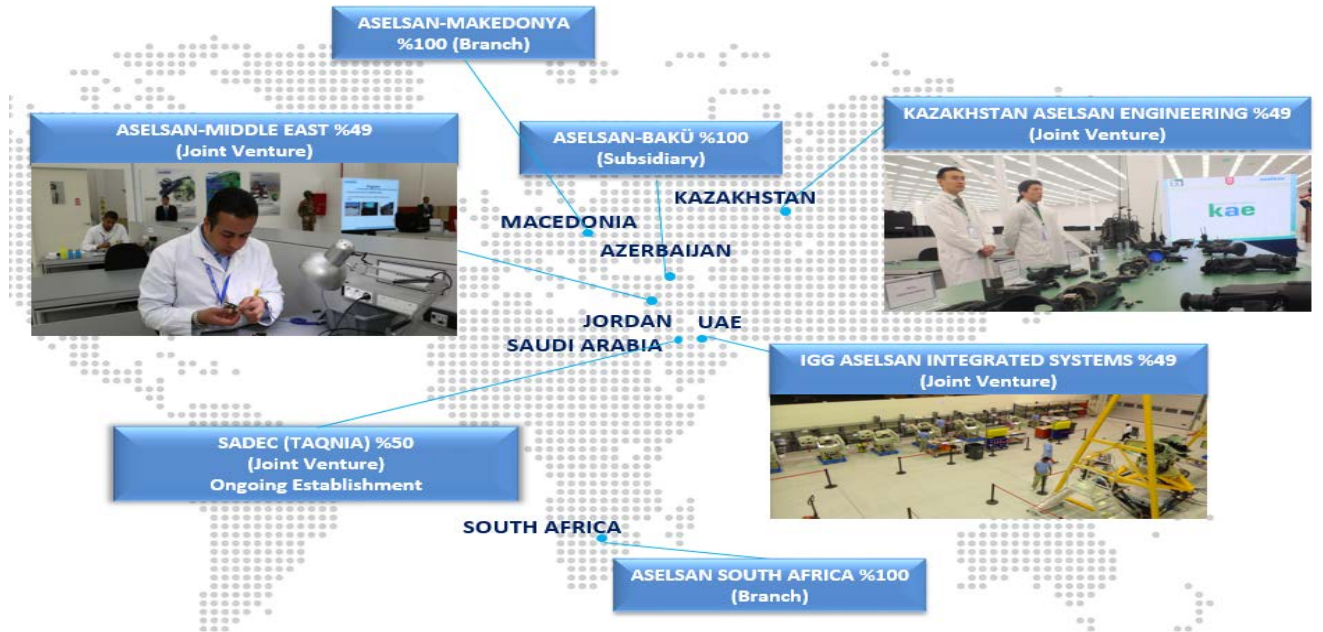 ASELSAN-MAKEDONYA
%100 (Branch)
ASELSAN-MIDDLE EAST %49
(Joint Venture)
ASELSAN-BAKÜ %100
(Subsidiary)
KAZAKHSTAN ASELSAN ENGINEERING %49
(Joint Venture)
kae
KAZAKHSTAN
MACEDONIA
AZERBAIJAN
JORDAN
UAE
SAUDI ARABIA
IGG ASELSAN INTEGRATED SYSTEMS %49
(Joint Venture)
SADEC (TAQNIA) %50
(Joint Venture)
Ongoing Establishment
SOUTH AFRICA
ASELSAN SOUTH AFRICA %100
(Branch)